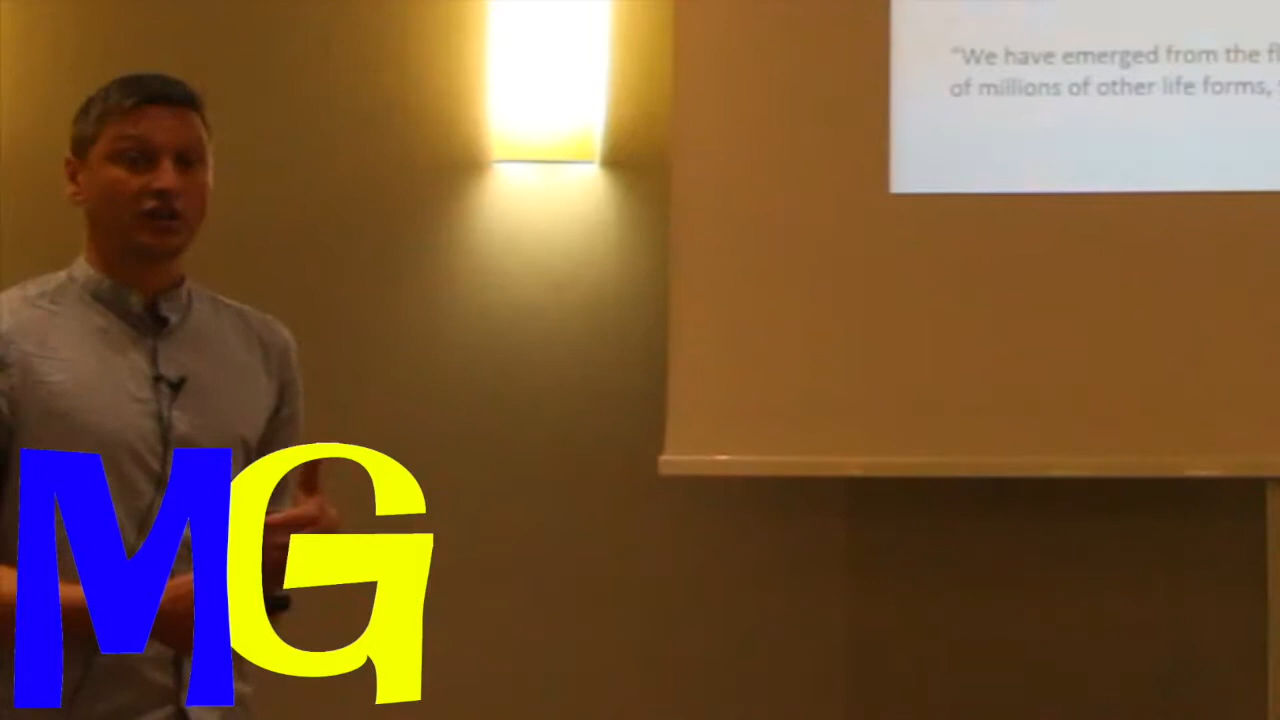 "We have emerged from the
of millions of other life forms,
MG